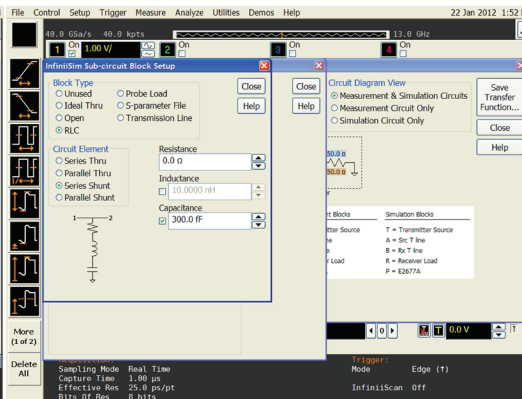 File Control Setup Trigger Measure Analyze Utilities Demos Help 22 Jan 2012 1:52
40.0 GSa/s 40.0 kpts 13.0 GHz
1 On 1.00 V/ 2 On 3 On 4 On
InfiniiSim Sub-circuit Block Setup
Block Type
Unused Probe Load
Ideal Thru S-parameter File
Open Transmission Line
RLC
Close
Help
Circuit Element
Series Thru
Parallel Thru
Series Shunt
Parallel Shunt
1 2
Resistance
0.0 Ω
Inductance
10.0000 nH
Capacitance
300.0 fF
Close
Help
Circuit Diagram View
Measurement & Simulation Circuits
Measurement Circuit Only
Simulation Circuit Only
Save
Transfer
Function...
Close
Help
50.0 Ω
50.0 Ω
nt Blocks Simulation Blocks
itter Source T = Transmitter Source
e A = Src T line
e B = Rx T line
r Load R = Receiver Load
P = E2677A
More
(1 of 2)
Delete
All
0 T 0.0 V
Acquisition: Trigger:
Sampling Mode Real Time Mode Edge (↑)
Capture Time 1.00 µs
Effective Res 25.0 ps/pt InfiniiScan Off
Bits Of Res 8 bits